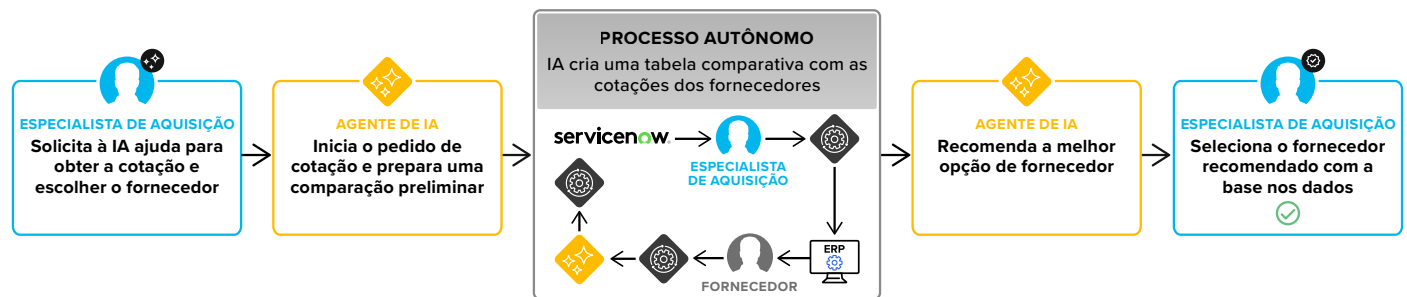 ESPECIALISTA DE AQUISIÇÃO
Solicita à IA ajuda para
obter a cotação e
escolher o fornecedor
AGENTE DE IA
Inicia o pedido de
cotação e prepara uma
comparação preliminar
PROCESSO AUTÔNOMO
IA cria uma tabela comparativa com as
cotações dos fornecedores
servicenow
ESPECIALISTA
DE AQUISIÇÃO
ERP
FORNECEDOR
AGENTE DE IA
Recomenda a melhor
opção de fornecedor
ESPECIALISTA DE AQUISIÇÃO
Seleciona o fornecedor
recomendado com a
base nos dados